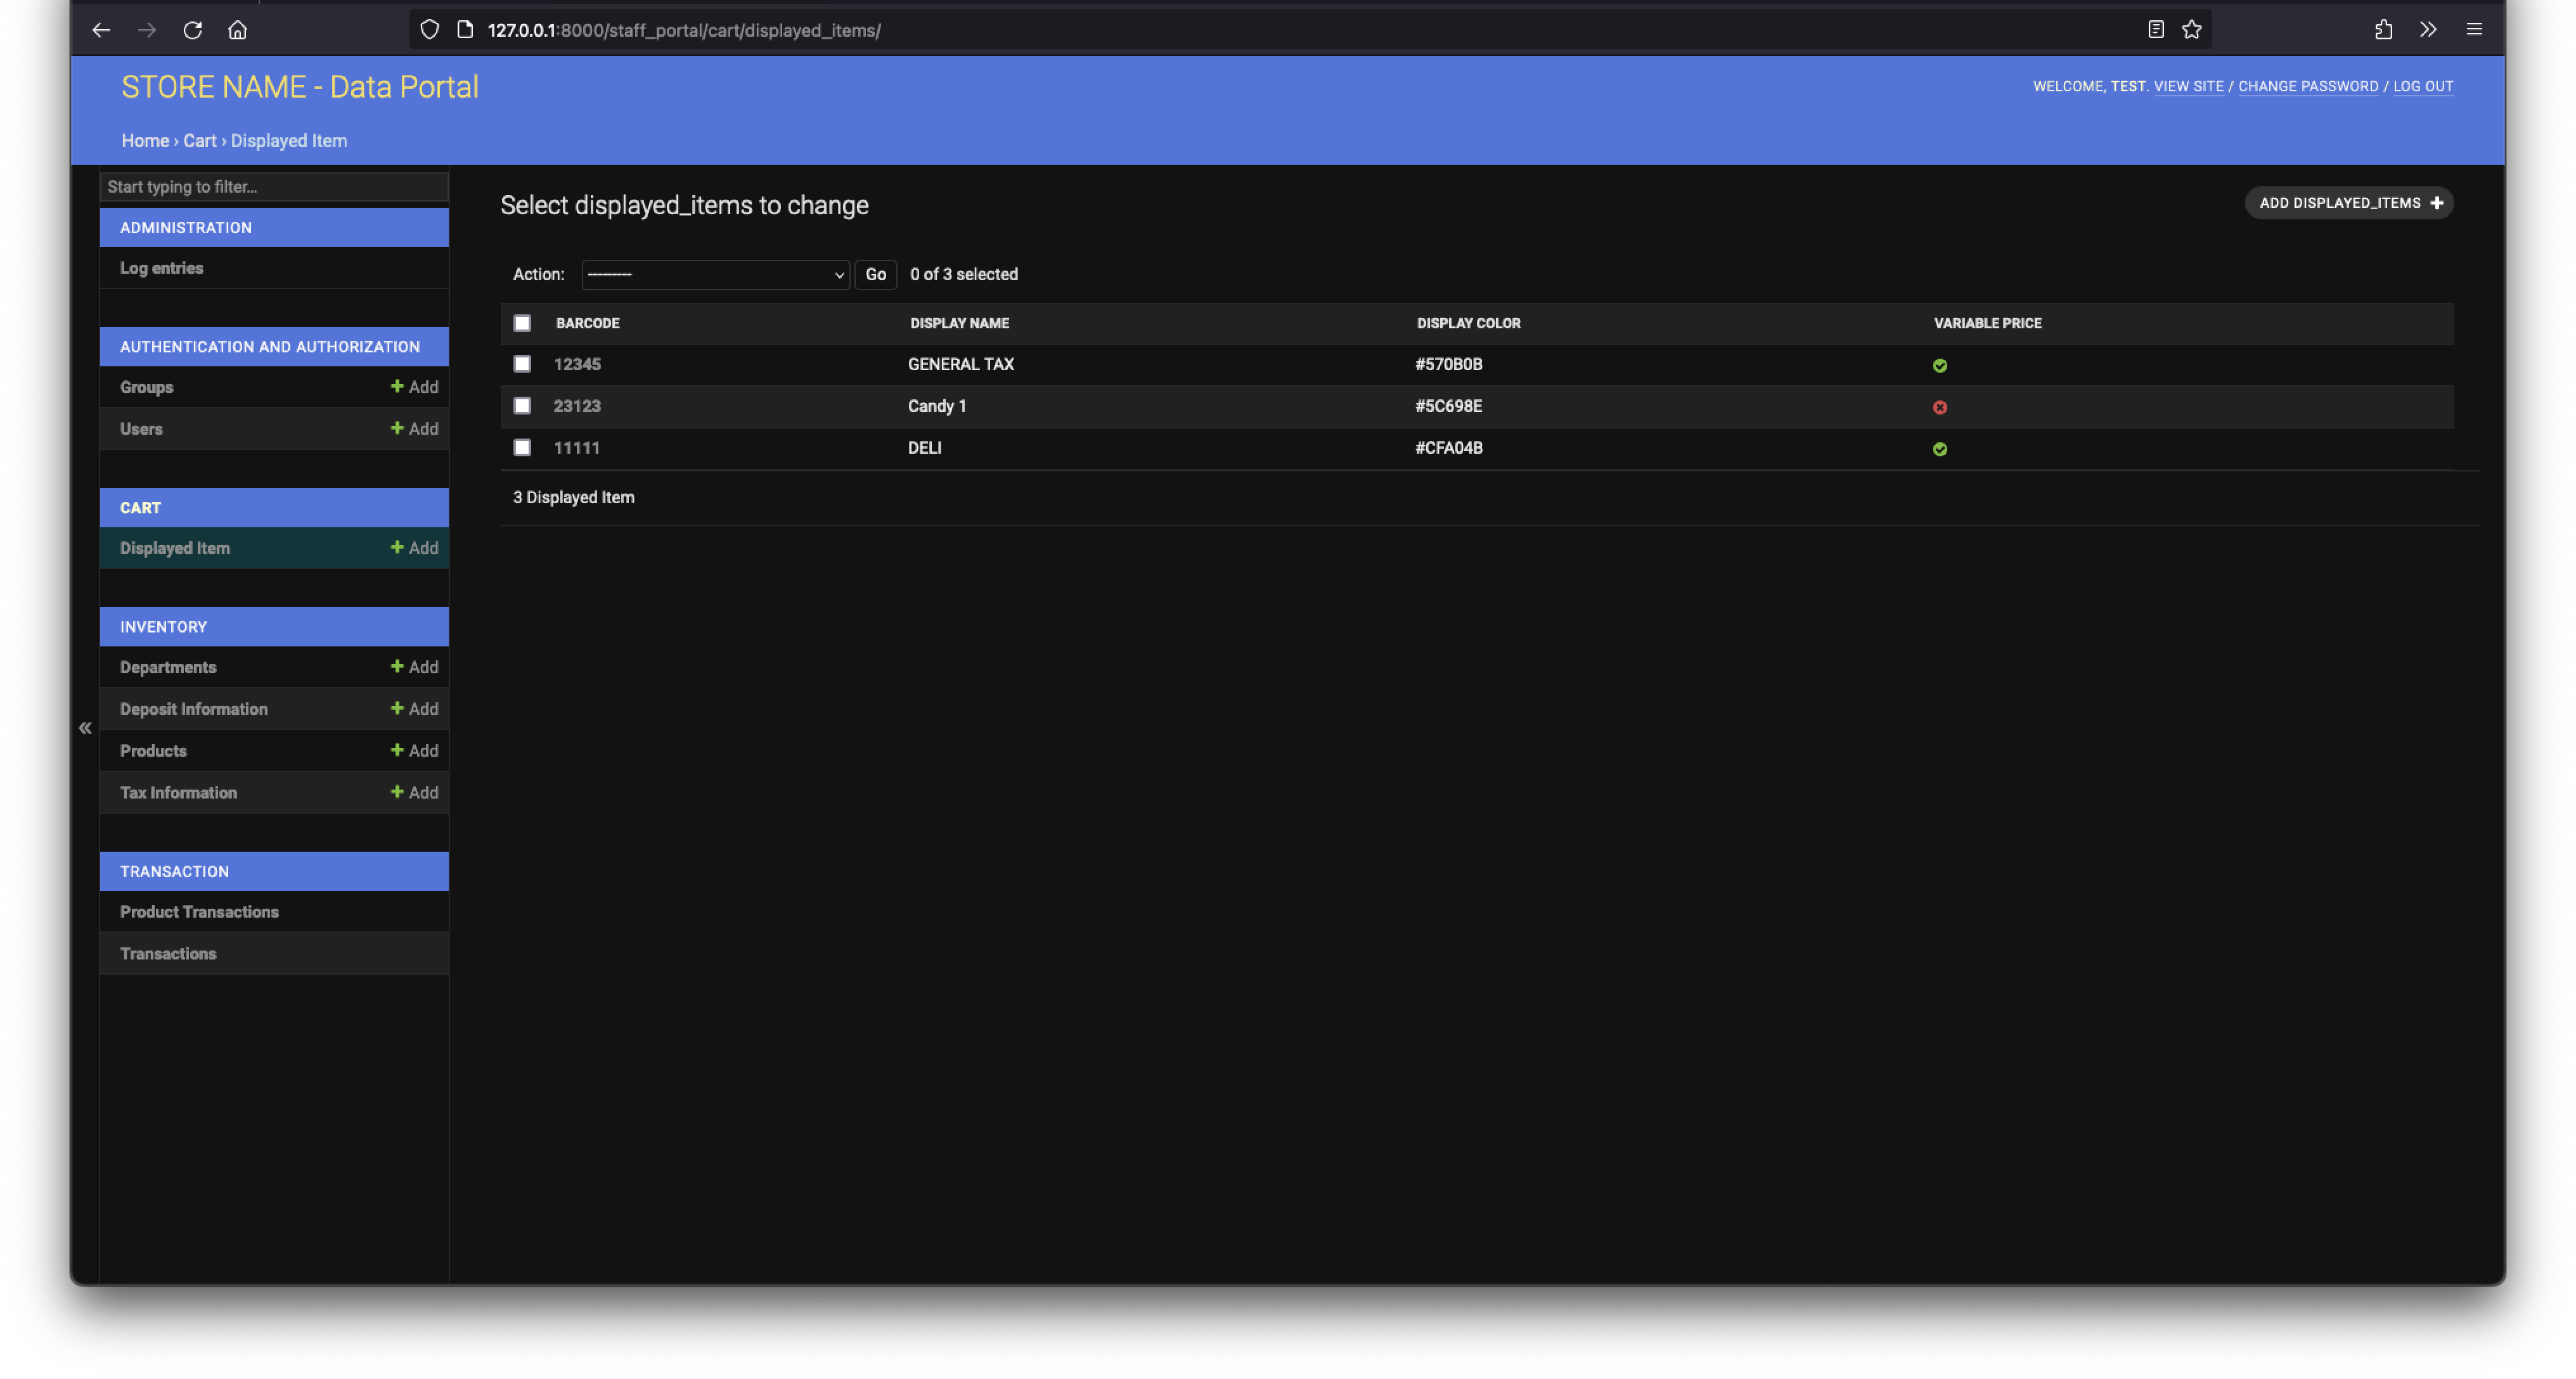 127.0.0.1:8000/staff_portal/cart/displayed_items/
STORE NAME - Data Portal
WELCOME, TEST. VIEW SITE / CHANGE PASSWORD / LOG OUT
Home › Cart › Displayed Item
Start typing to filter...
ADMINISTRATION
Log entries
AUTHENTICATION AND AUTHORIZATION
Groups + Add
Users + Add
CART
Displayed Item + Add
INVENTORY
Departments + Add
Deposit Information + Add
Products + Add
Tax Information + Add
TRANSACTION
Product Transactions
Transactions
«
Select displayed_items to change
ADD DISPLAYED_ITEMS +
Action: --------- Go 0 of 3 selected
BARCODE DISPLAY NAME DISPLAY COLOR VARIABLE PRICE
12345 GENERAL TAX #570B0B
23123 Candy 1 #5C698E
11111 DELI #CFA04B
3 Displayed Item